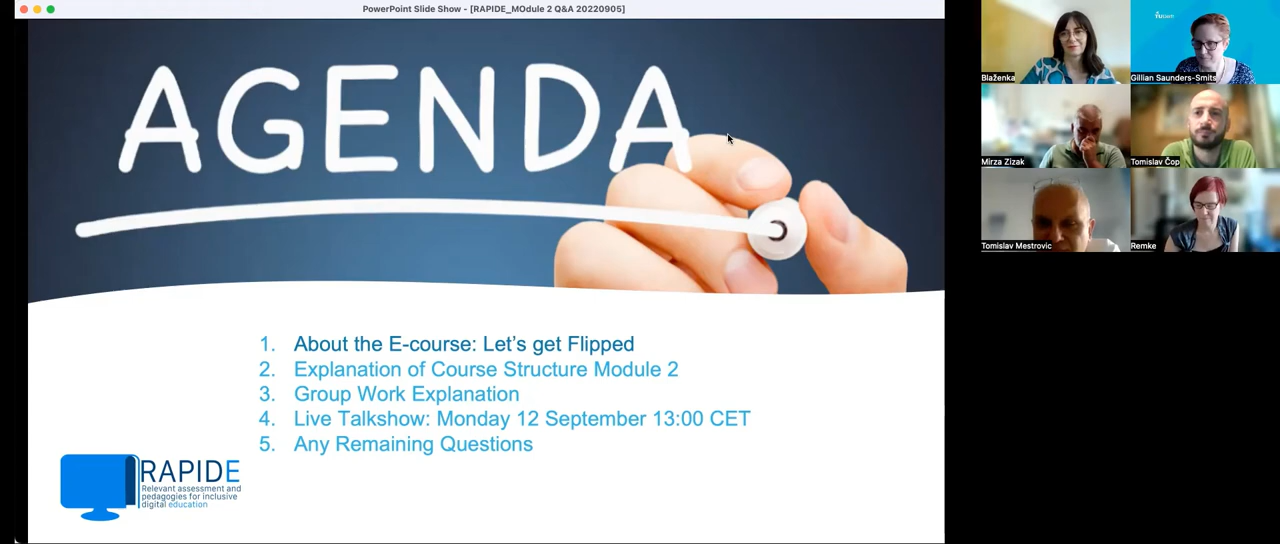 PowerPoint Slide Show - [RAPIDE_MOdule 2 Q&A 20220905]
AGENDA
1. About the E-course: Let's get Flipped
2. Explanation of Course Structure Module 2
3. Group Work Explanation
4. Live Talkshow: Monday 12 September 13:00 CET
5. Any Remaining Questions
RAPIDE
Relevant assessment and
pedagogies for inclusive
digital education
Blaženka
Gillian Saunders-Smits
Mirza Zizak
Tomislav Čop
Tomislav Mestrovic
Remke